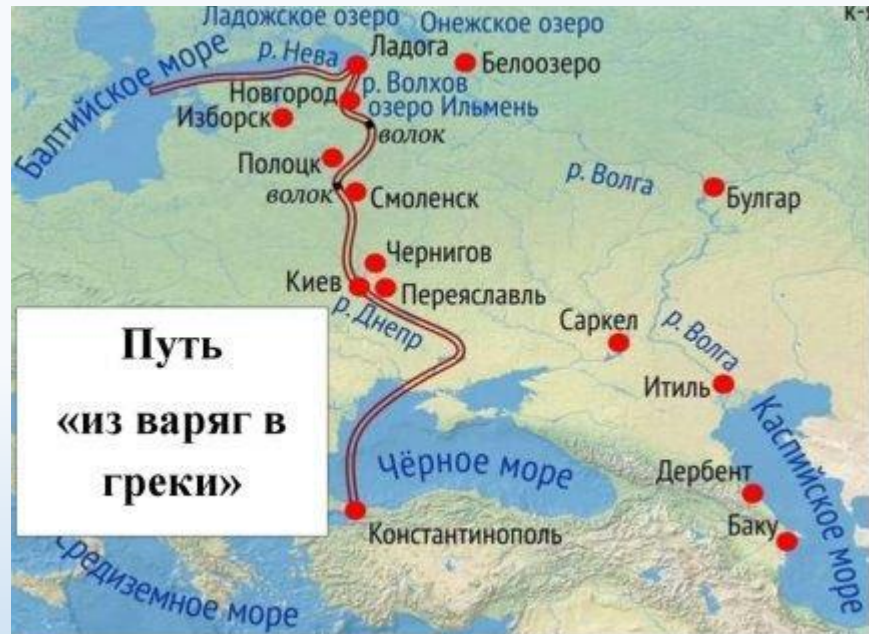 Ладожское озеро
Онежское озеро
к-я
Балтийское море
р. Нева
Ладога
Белоозеро
Новгород
р. Волхов
озеро Ильмень
Изборск
волок
Полоцк
волок
Смоленск
р. Волга
Булгар
Чернигов
Киев
Переяславль
р. Днепр
Саркел
р. Волга
Итиль
Путь
«из варяг в
греки»
Чёрное море
Каспийское море
Дербент
Константинополь
Баку
Средиземное море